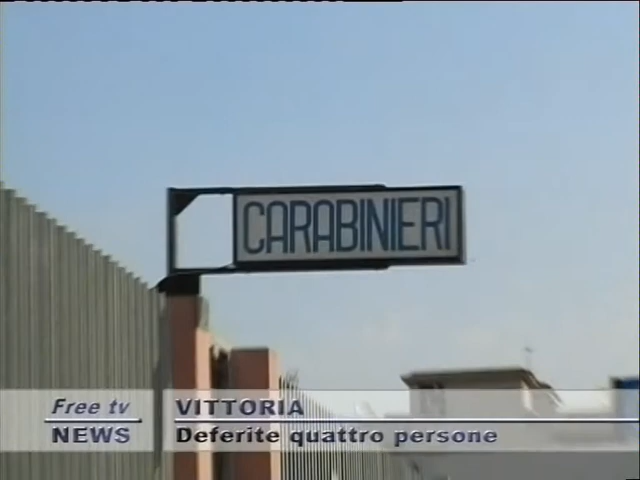 CARABINIERI
Free tv
NEWS
VITTORIA
Deferite quattro persone